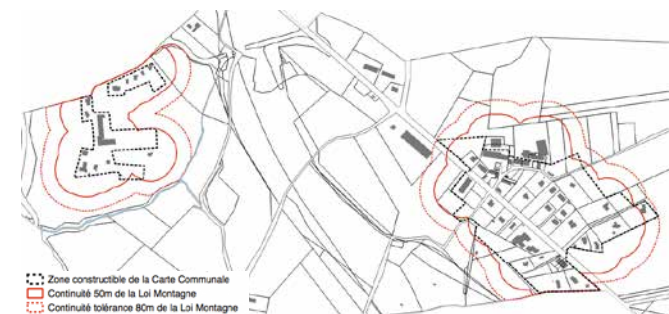 Zone constructible de la Carte Communale
Continuité 50m de la Loi Montagne
Continuité tolérance 80m de la Loi Montagne